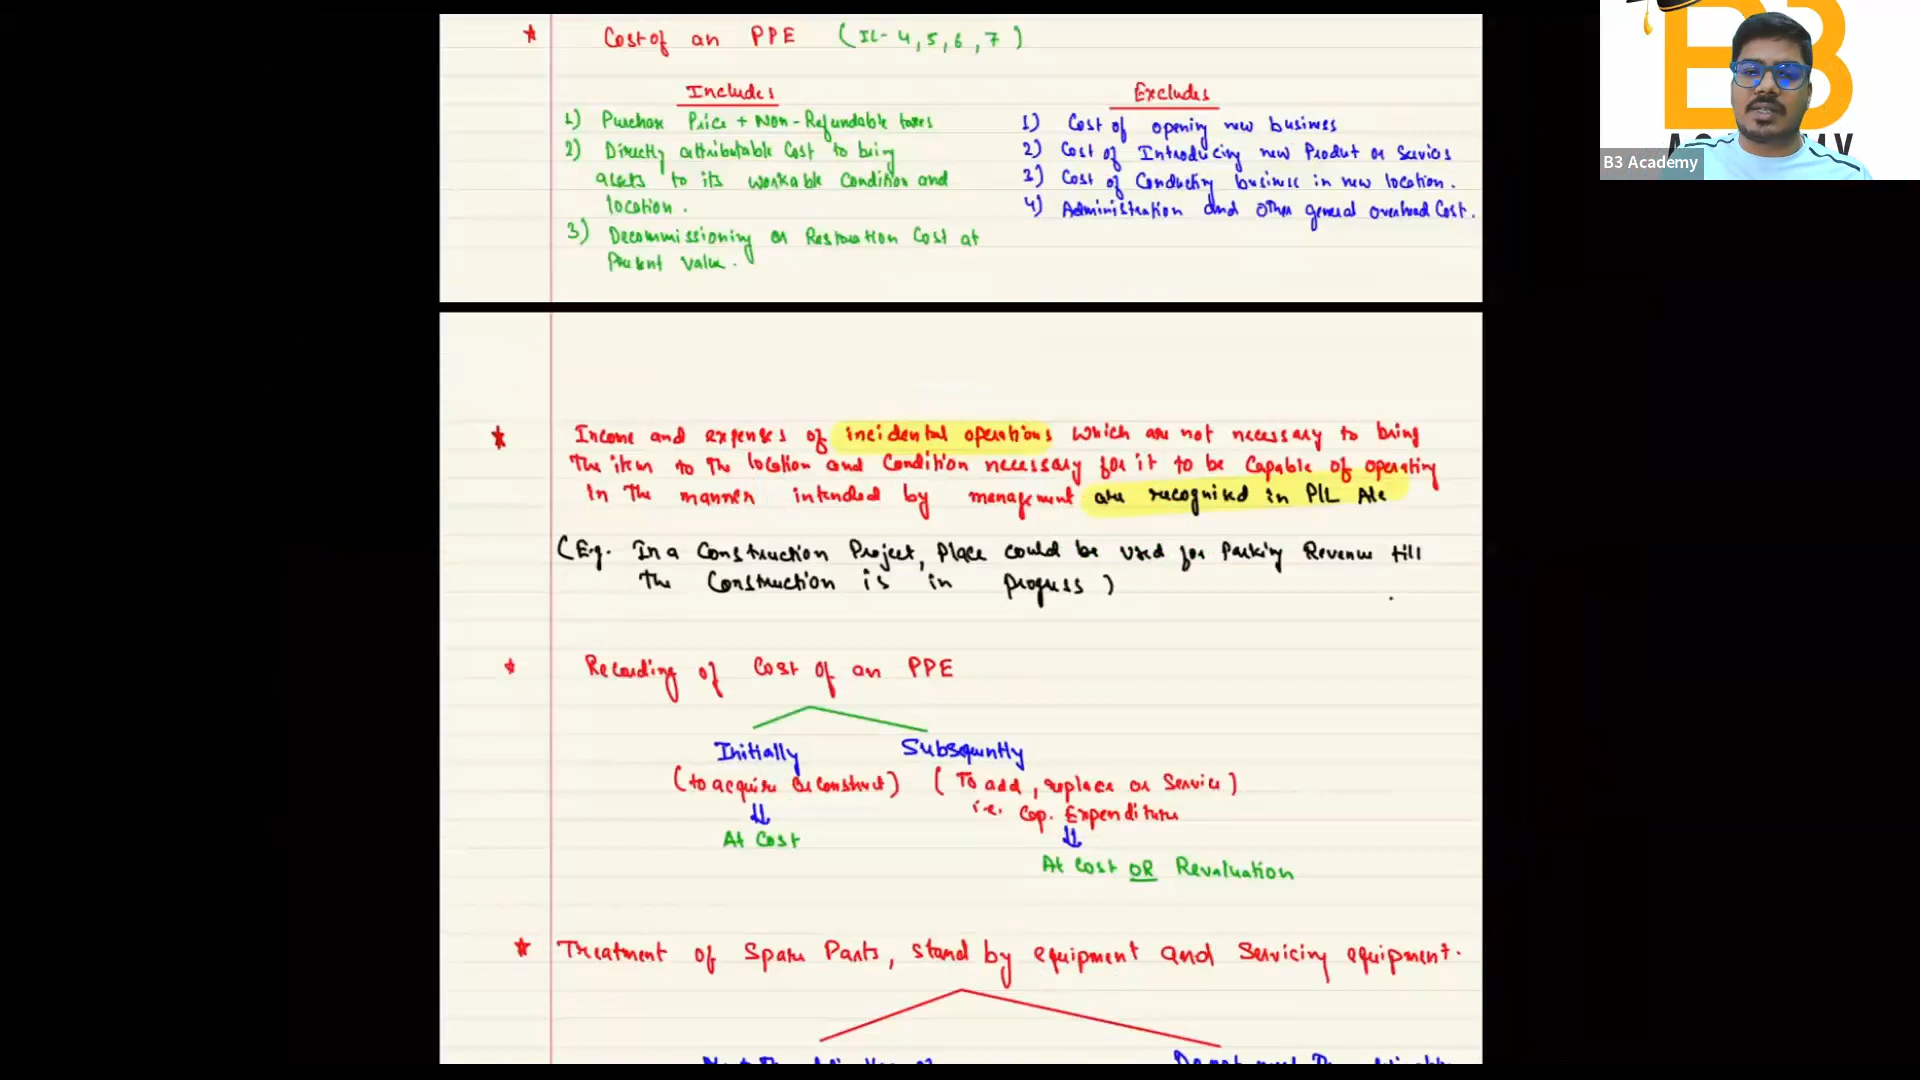 * Cost of an PPE (IL- 4, 5, 6, 7)
Includes
1) Purchase Price + Non-Refundable taxes
2) Directly attributable Cost to bring
assets to its workable Condition and
location.
3) Decommissioning or Restoration Cost at
Present value.
Excludes
1) Cost of opening new business
2) Cost of Introducing new Product or Services
3) Cost of Conducting business in new location.
4) Administration and other general overhead Cost.
B3
ACADEMY
B3 Academy
* Income and expenses of incidental operations which are not necessary to bring
the item to the location and Condition necessary for it to be Capable of operating
in the manner intended by management are recognised in P/L A/c
(Eg. In a Construction Project, Place could be used for Parking Revenue till
the Construction is in progress)
* Recording of Cost of an PPE
Initially
(to acquire or construct)
⇓
At Cost
Subsequntly
(To add, replace or Service)
i.e. Cap. Expenditure
⇓
At Cost OR Revaluation
* Treatment of Spare Parts, stand by equipment and Servicing equipment.